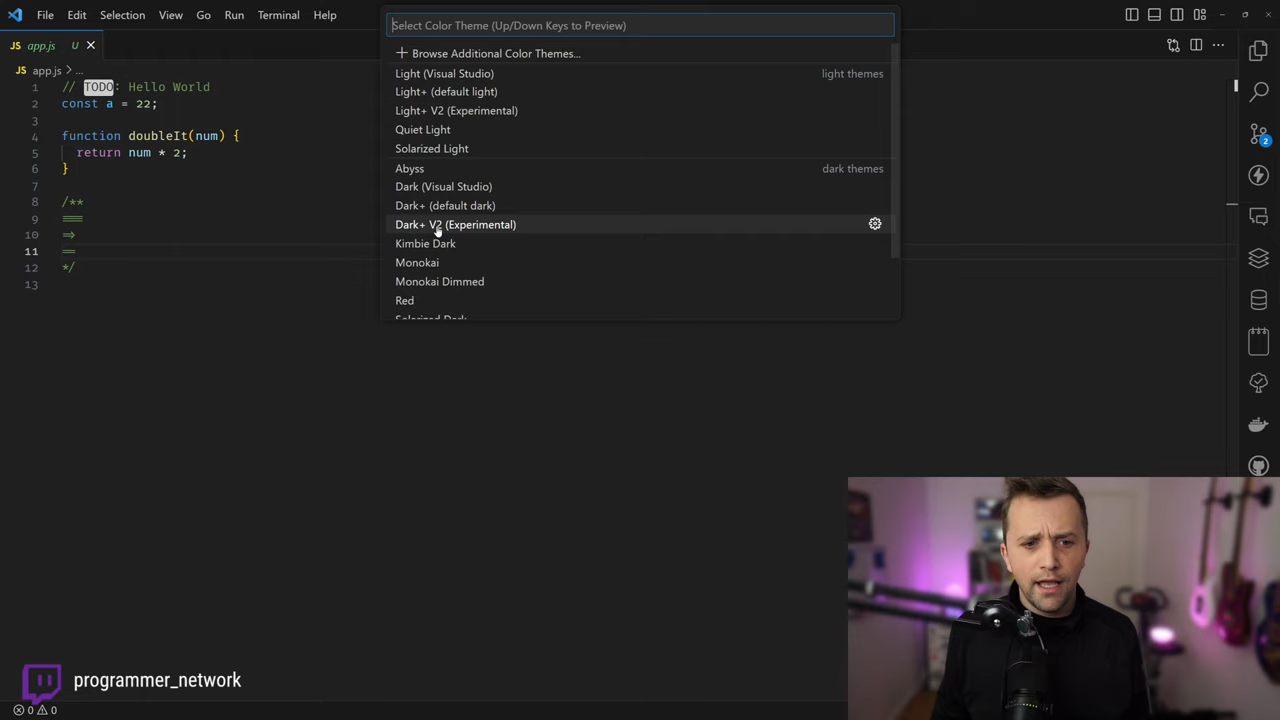 File Edit Selection View Go Run Terminal Help
Select Color Theme (Up/Down Keys to Preview)
JS app.js U
JS app.js > ...
+ Browse Additional Color Themes...
Light (Visual Studio) light themes
Light+ (default light)
Light+ V2 (Experimental)
Quiet Light
Solarized Light
Abyss dark themes
Dark (Visual Studio)
Dark+ (default dark)
Dark+ V2 (Experimental)
Kimbie Dark
Monokai
Monokai Dimmed
Red
Solarized Dark
1 // TODO: Hello World
2 const a = 22;
3
4 function doubleIt(num) {
5 return num * 2;
6 }
7
8 /**
9 ===
10 =>
11 ==
12 */
13
2
programmer_network
0 0